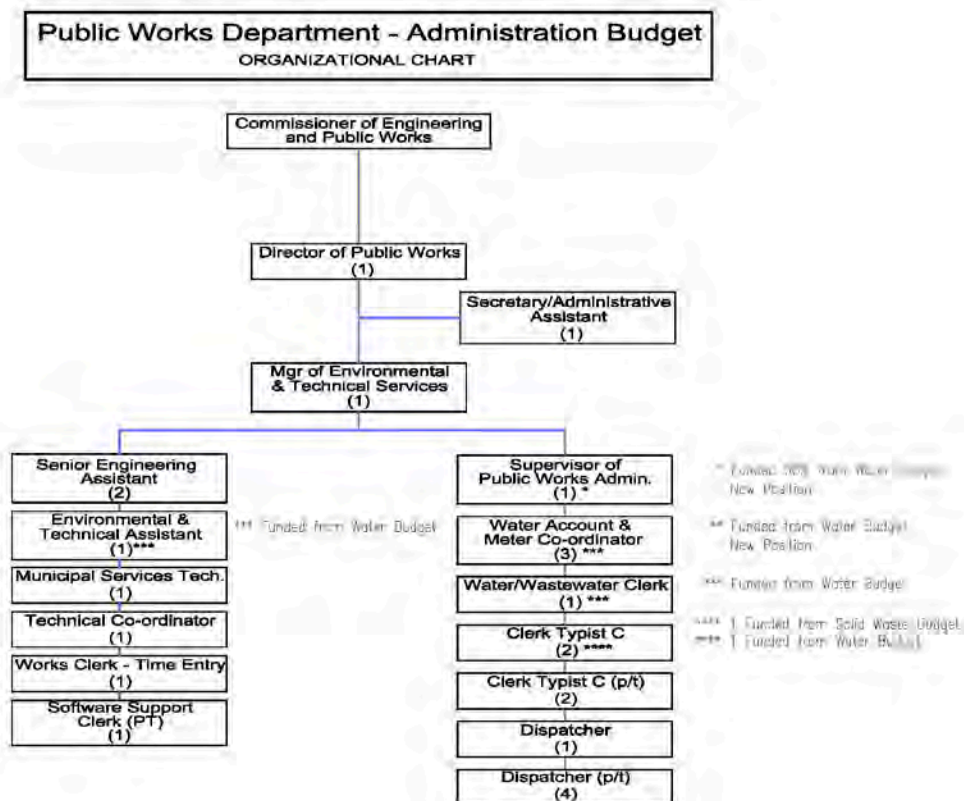 Public Works Department - Administration Budget
ORGANIZATIONAL CHART
Commissioner of Engineering
and Public Works
Director of Public Works
(1)
Secretary/Administrative
Assistant
(1)
Mgr of Environmental
& Technical Services
(1)
Senior Engineering
Assistant
(2)
Environmental &
Technical Assistant
(1)***
*** Funded from Water Budget
Municipal Services Tech.
(1)
Technical Co-ordinator
(1)
Works Clerk - Time Entry
(1)
Software Support
Clerk (PT)
(1)
Supervisor of
Public Works Admin.
(1) *
Water Account &
Meter Co-ordinator
(3) ***
Water/Wastewater Clerk
(1) ***
Clerk Typist C
(2) ****
Clerk Typist C (p/t)
(2)
Dispatcher
(1)
Dispatcher (p/t)
(4)
* Funded from Water
New Position
** Funded from Water Budget
New Position
*** Funded from Water Budget
**** 1 Funded from Solid Waste Budget
**** 1 Funded from Water Budget